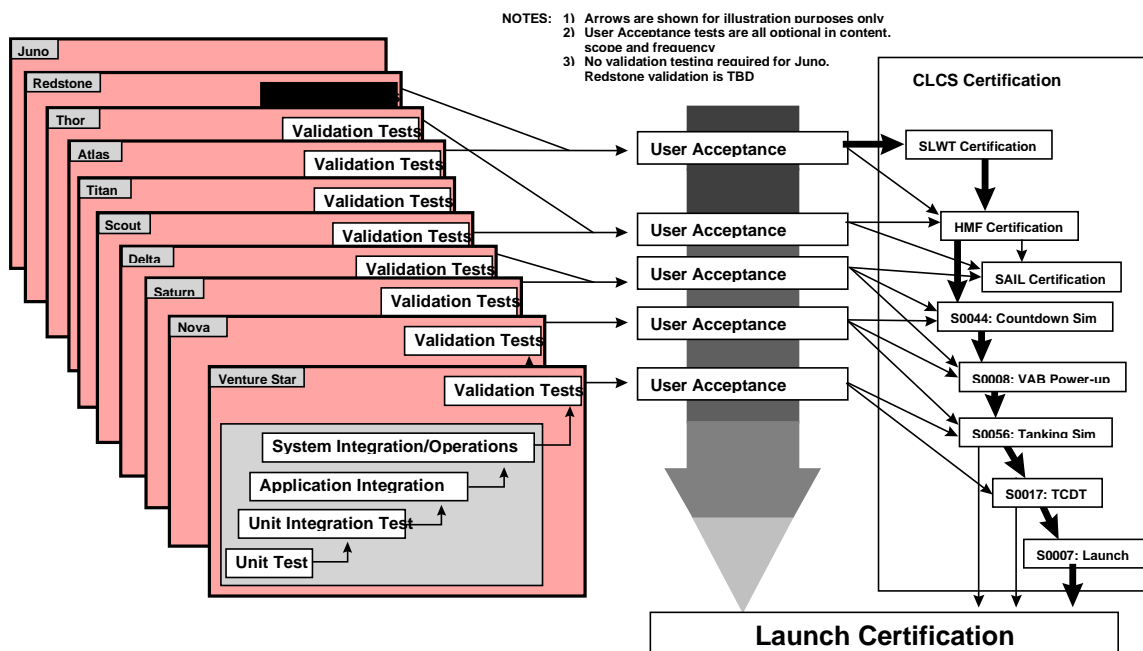 NOTES: 1) Arrows are shown for illustration purposes only
2) User Acceptance tests are all optional in content,
scope and frequency
3) No validation testing required for Juno.
Redstone validation is TBD
Juno
Redstone
Thor
Validation Tests
Atlas
Validation Tests
Titan
Validation Tests
Scout
Validation Tests
Delta
Validation Tests
Saturn
Validation Tests
Nova
Validation Tests
Venture Star
Validation Tests
System Integration/Operations
Application Integration
Unit Integration Test
Unit Test
User Acceptance
User Acceptance
User Acceptance
User Acceptance
User Acceptance
CLCS Certification
SLWT Certification
HMF Certification
SAIL Certification
S0044: Countdown Sim
S0008: VAB Power-up
S0056: Tanking Sim
S0017: TCDT
S0007: Launch
Launch Certification